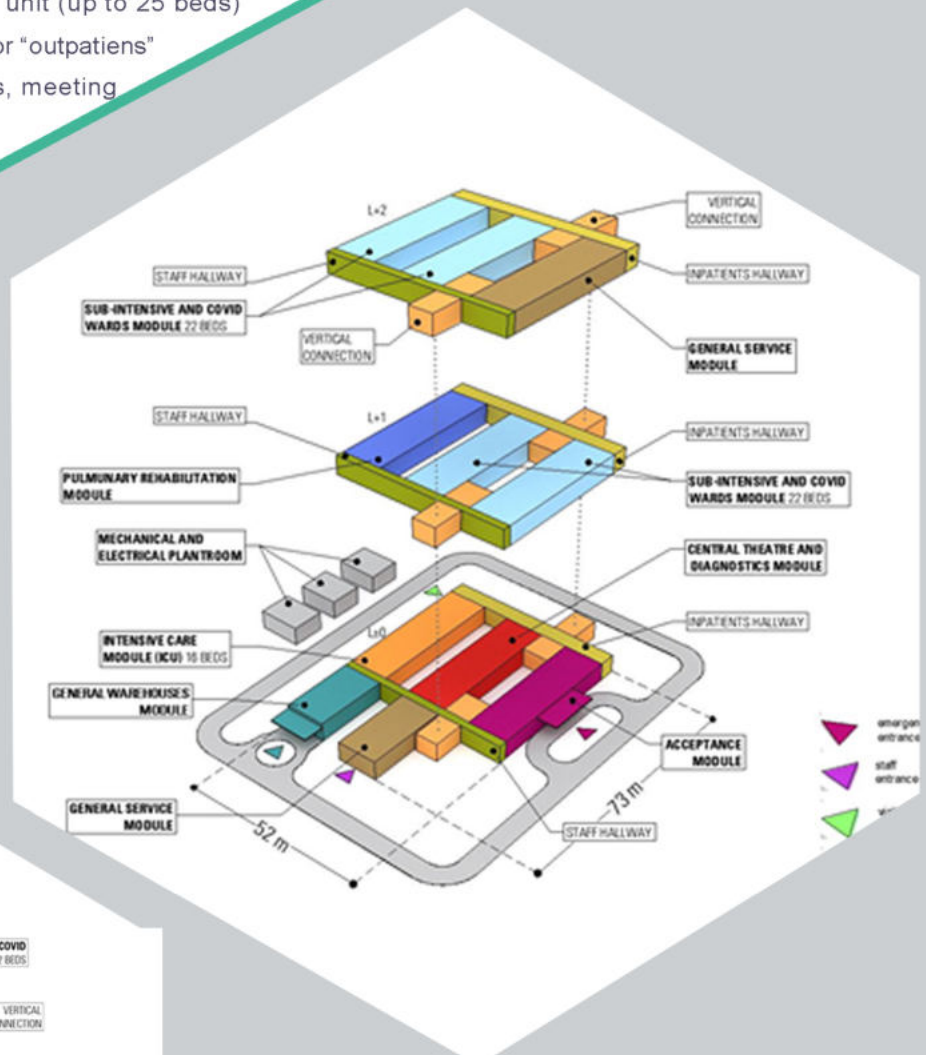 unit (up to 25 beds)
or “outpatiens”
s, meeting
L+2
VERTICAL
CONNECTION
STAFF HALLWAY
INPATIENTS HALLWAY
SUB-INTENSIVE AND COVID
WARDS MODULE 22 BEDS
VERTICAL
CONNECTION
GENERAL SERVICE
MODULE
STAFF HALLWAY
L+1
INPATIENTS HALLWAY
PULMUNARY REHABILITATION
MODULE
SUB-INTENSIVE AND COVID
WARDS MODULE 22 BEDS
MECHANICAL AND
ELECTRICAL PLANTROOM
CENTRAL THEATRE AND
DIAGNOSTICS MODULE
L±0
INPATIENTS HALLWAY
INTENSIVE CARE
MODULE (ICU) 16 BEDS
GENERAL WAREHOUSES
MODULE
ACCEPTANCE
MODULE
emergen
entrance
staff
entrance
GENERAL SERVICE
MODULE
52 m
73 m
STAFF HALLWAY
COVID
BEDS
VERTICAL
NNECTION